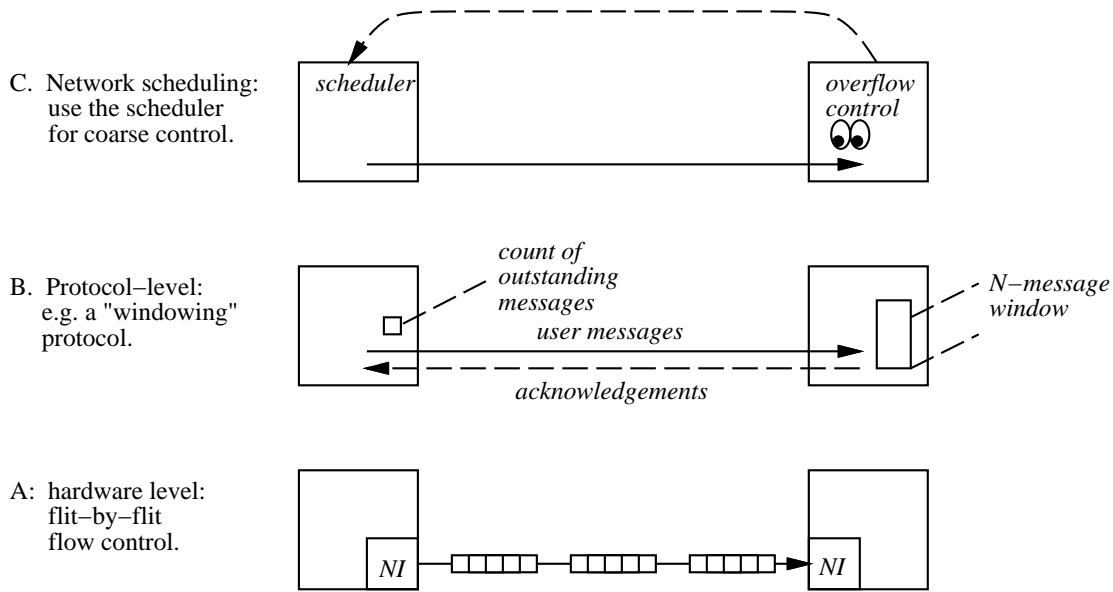 C. Network scheduling:
use the scheduler
for coarse control.
scheduler
overflow
control
B. Protocol−level:
e.g. a "windowing"
protocol.
count of
outstanding
messages
user messages
acknowledgements
N−message
window
A: hardware level:
flit−by−flit
flow control.
NI
NI